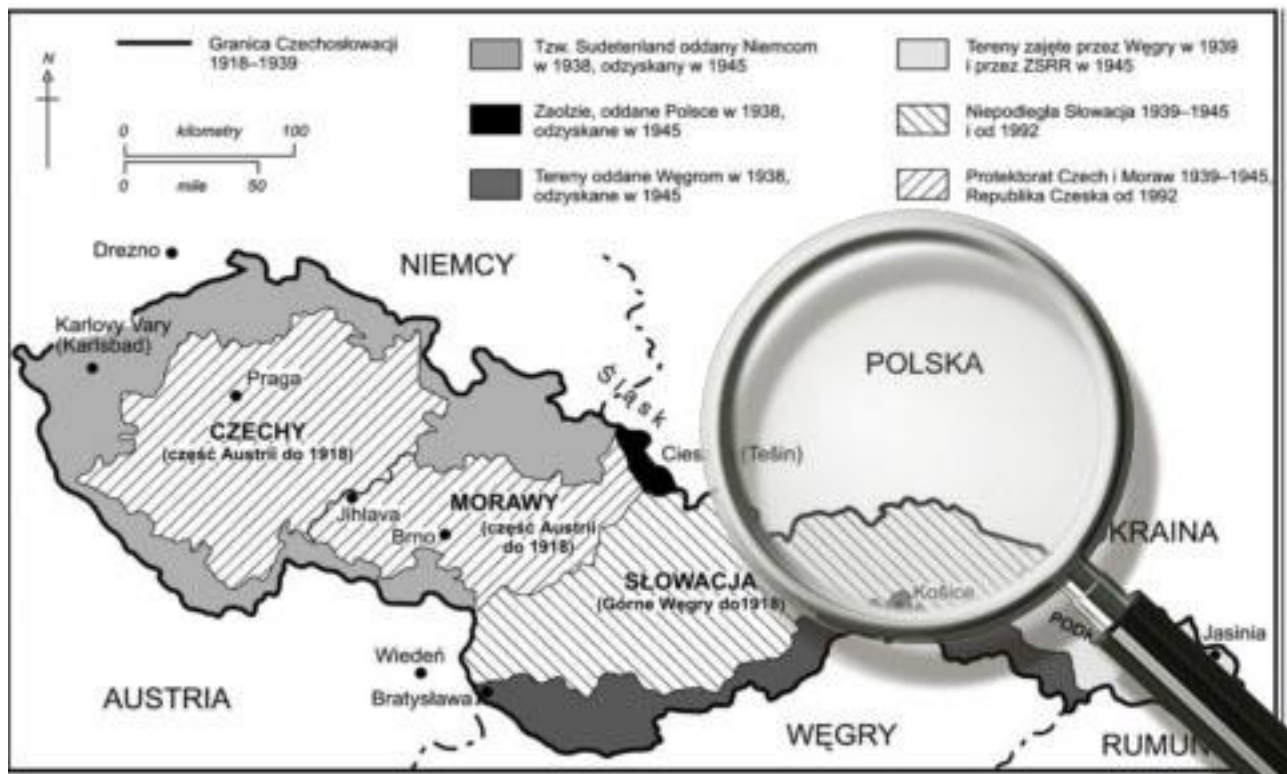 Granica Czechosłowacji
1918–1939
N
0 kilometry 100
0 mile 50
Tzw. Sudetenland oddany Niemcom
w 1938, odzyskany w 1945
Zaolzie, oddane Polsce w 1938,
odzyskane w 1945
Tereny oddane Węgrom w 1938,
odzyskane w 1945
Tereny zajęte przez Węgry w 1939
i przez ZSRR w 1945
Niepodległa Słowacja 1939–1945
i od 1992
Protektorat Czech i Moraw 1939–1945,
Republika Czeska od 1992
Drezno
NIEMCY
Karlovy Vary
(Karlsbad)
Praga
CZECHY
(część Austrii do 1918)
Śląsk
POLSKA
Ciesz (Tešin)
Jihlava
MORAWY
(część Austrii
do 1918)
Brno
SŁOWACJA
(Górne Węgry do1918)
Košice
KRAINA
PODK
Jasinia
Wiedeń
Bratysława
AUSTRIA
WĘGRY
RUMUN